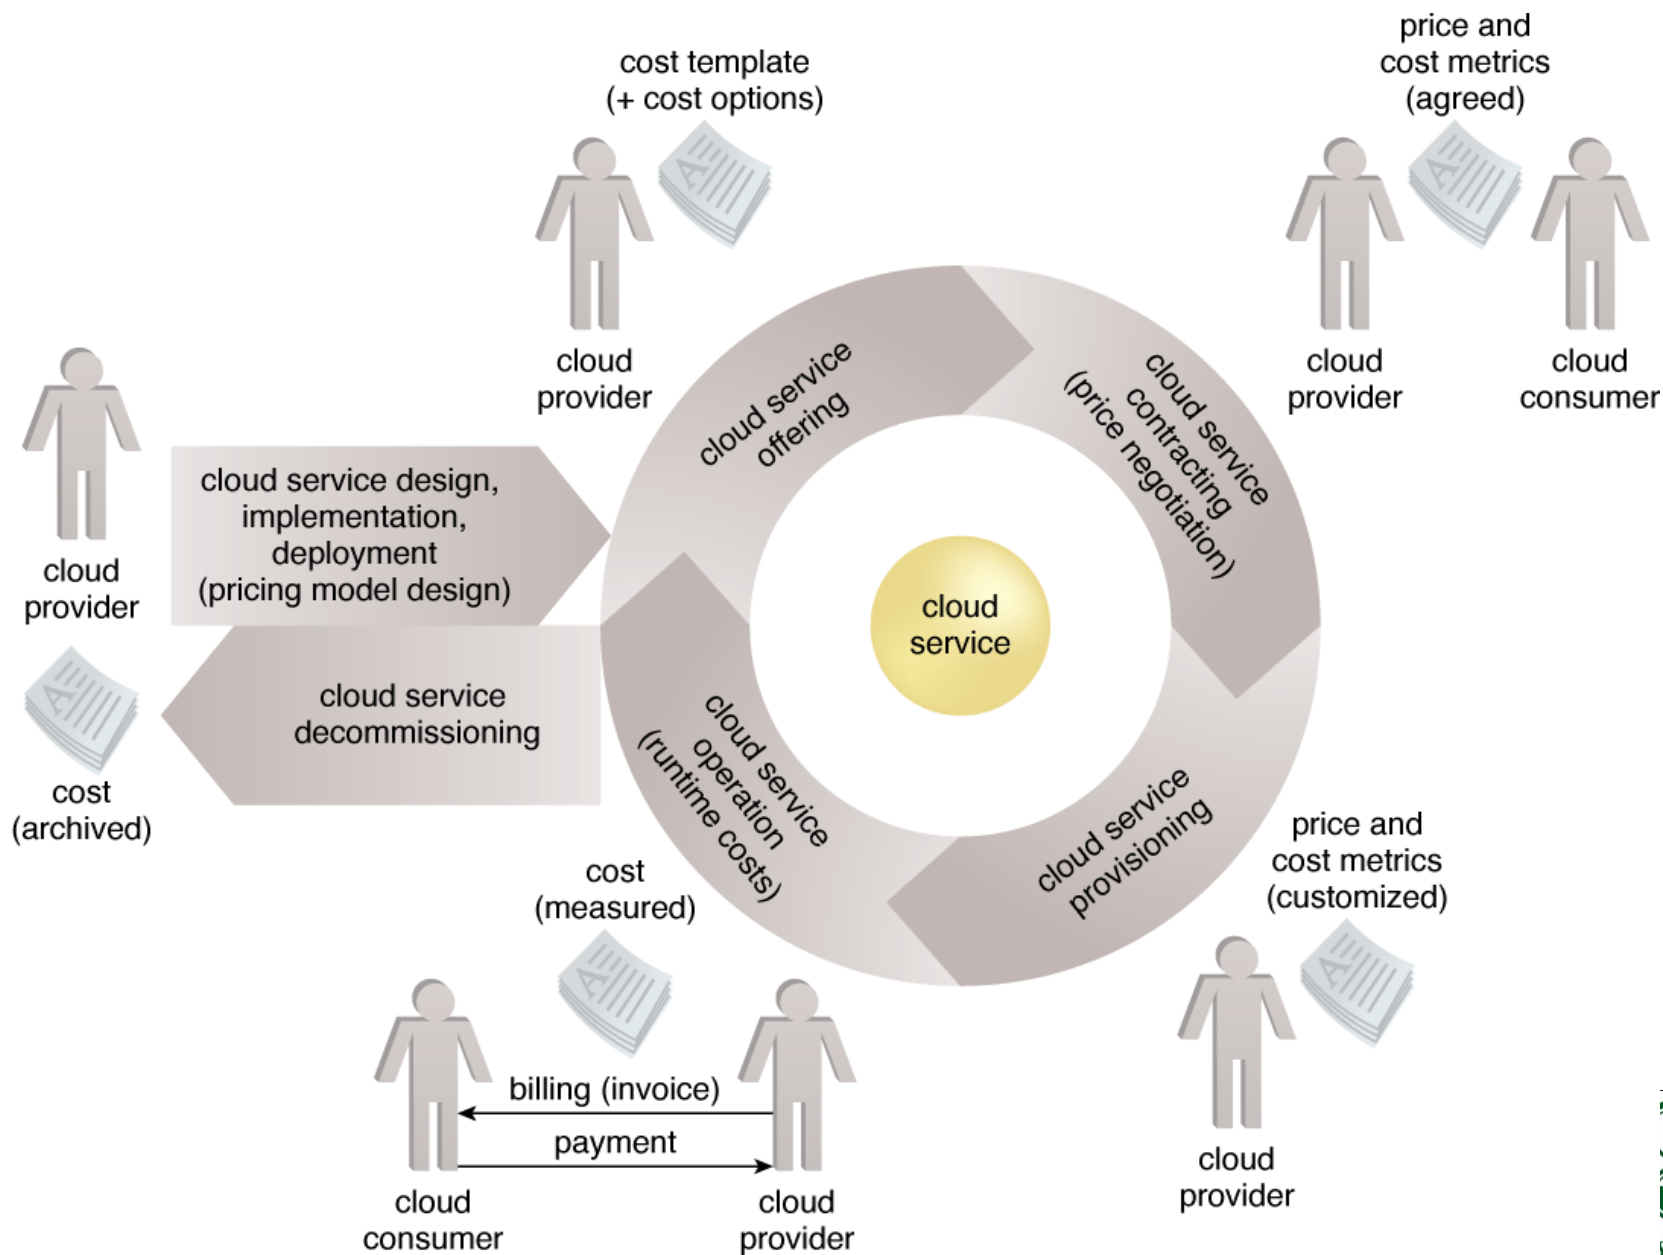 cost template
(+ cost options)
cloud
provider
price and
cost metrics
(agreed)
cloud
provider
cloud
consumer
cloud
provider
cloud service design,
implementation,
deployment
(pricing model design)
cloud service
offering
cloud service
contracting
(price negotiation)
cloud
service
cloud service
decommissioning
cost
(archived)
cloud service
operation
(runtime costs)
cloud service
provisioning
price and
cost metrics
(customized)
cloud
provider
cost
(measured)
billing (invoice)
payment
cloud
consumer
cloud
provider